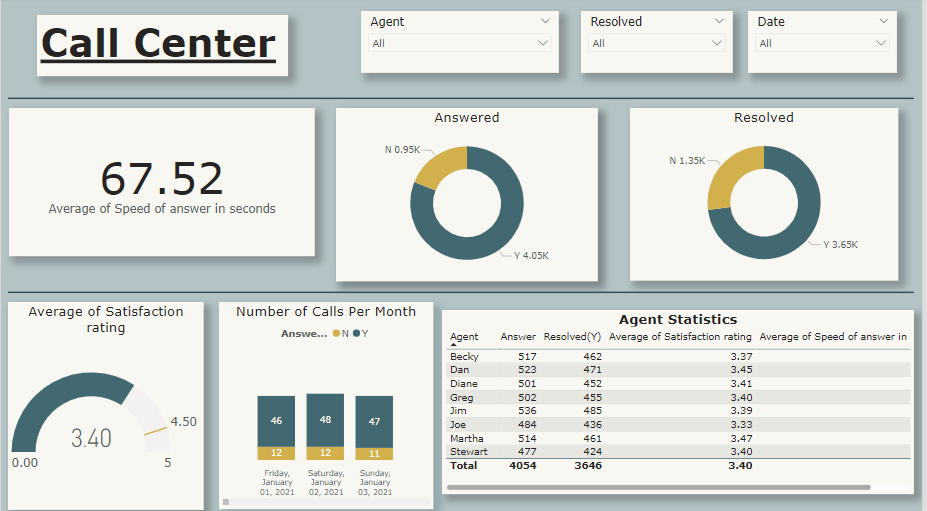 Call Center
Agent
All
Resolved
All
Date
All
67.52
Average of Speed of answer in seconds
Answered
N 0.95K
Y 4.05K
Resolved
N 1.35K
Y 3.65K
Average of Satisfaction
rating
4.50
3.40
0.00 5
Number of Calls Per Month
Answe... N Y
46 48 47
12 12 11
Friday,
January
01, 2021
Saturday,
January
02, 2021
Sunday,
January
03, 2021
Agent Statistics
Agent Answer Resolved(Y) Average of Satisfaction rating Average of Speed of answer in
Becky 517 462 3.37
Dan 523 471 3.45
Diane 501 452 3.41
Greg 502 455 3.40
Jim 536 485 3.39
Joe 484 436 3.33
Martha 514 461 3.47
Stewart 477 424 3.40
Total 4054 3646 3.40